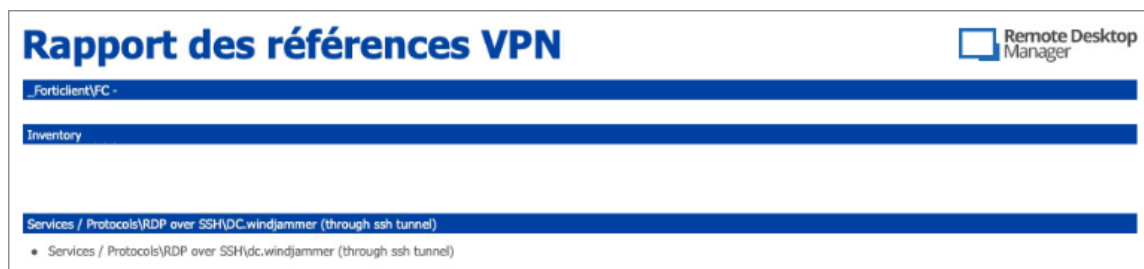 Rapport des références VPN
Remote Desktop
Manager
_Forticlient\FC -
Inventory
Services / Protocols\RDP over SSH\DC.windjammer (through ssh tunnel)
• Services / Protocols\RDP over SSH\dc.windjammer (through ssh tunnel)